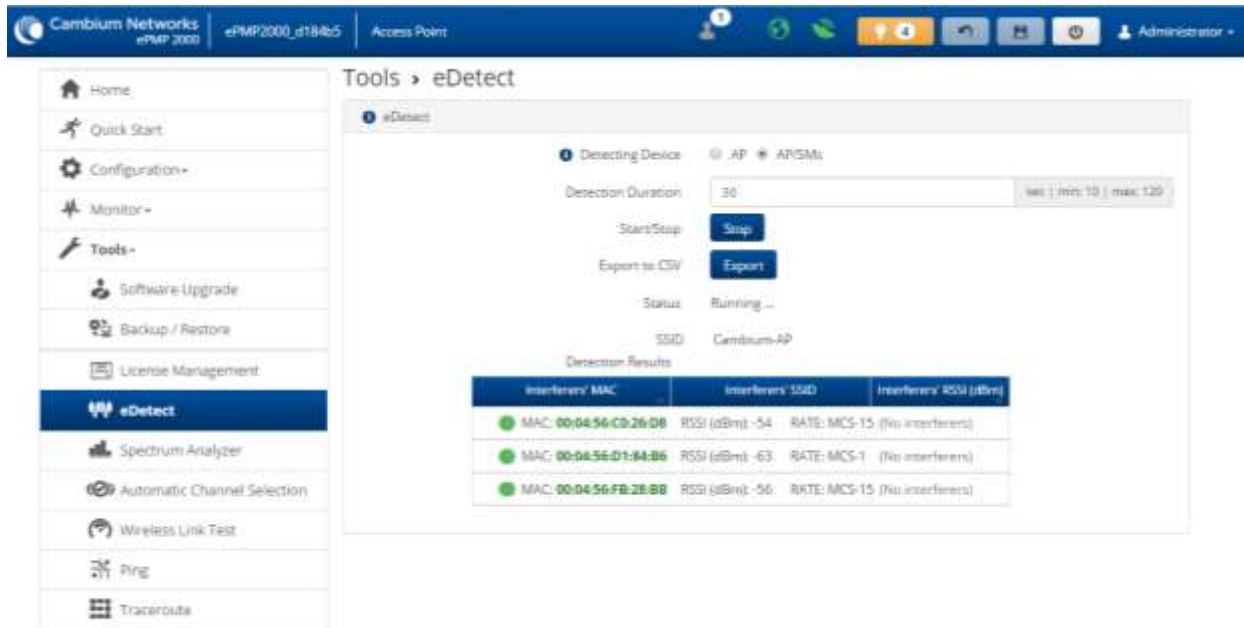 Cambium Networks
ePMP 2000
ePMP2000_d184b5
Access Point
1
4
Administrator
Home
Quick Start
Configuration
Monitor
Tools
Software Upgrade
Backup / Restore
License Management
eDetect
Spectrum Analyzer
Automatic Channel Selection
Wireless Link Test
Ping
Traceroute
Tools › eDetect
eDetect
Detecting Device AP AP/SMs
Detection Duration 30 sec | min: 10 | max: 120
Start/Stop Stop
Export to CSV Export
Status Running ...
SSID Cambium-AP
Detection Results
Interferers' MAC Interferers' SSID Interferers' RSSI (dBm)
MAC: 00:04:56:C0:26:D8 RSSI (dBm): -54 RATE: MCS-15 (No interferers)
MAC: 00:04:56:D1:84:B6 RSSI (dBm): -63 RATE: MCS-1 (No interferers)
MAC: 00:04:56:FB:28:BB RSSI (dBm): -56 RATE: MCS-15 (No interferers)